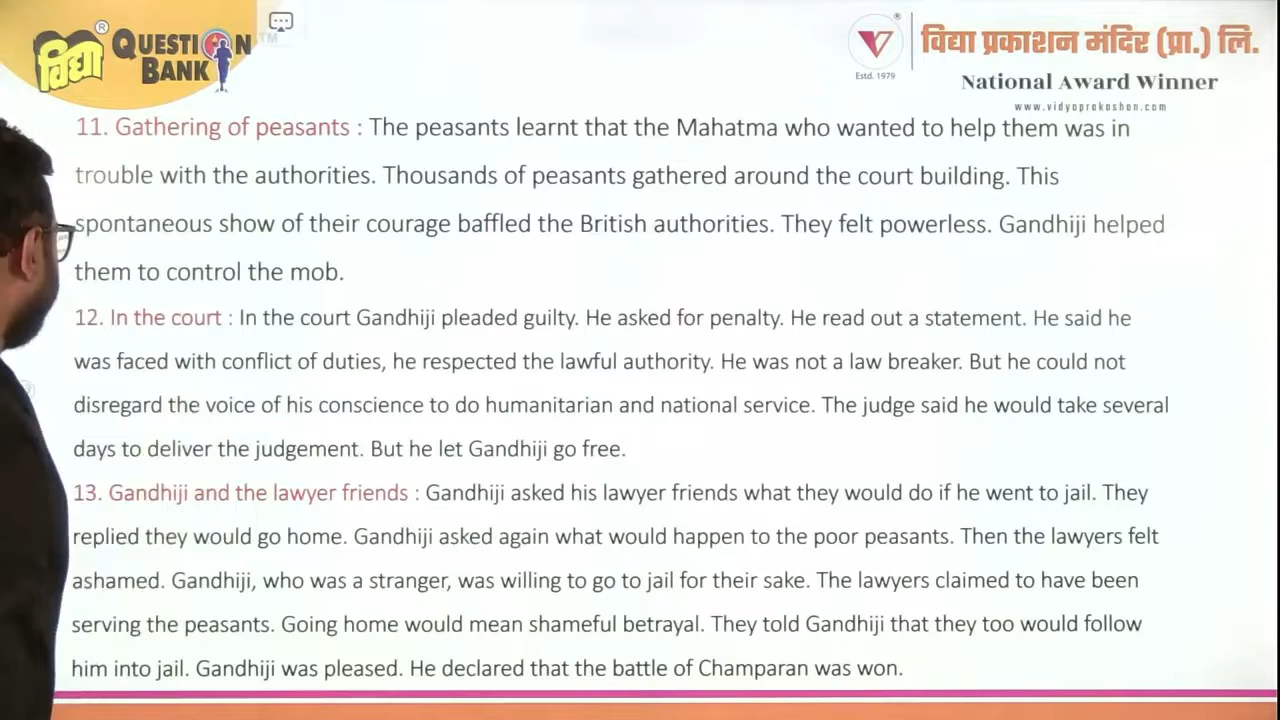 विद्या QUESTION BANK ® TM
®
Estd. 1979
विद्या प्रकाशन मंदिर (प्रा.) लि.
National Award Winner
www.vidyaprakashan.com
11. Gathering of peasants : The peasants learnt that the Mahatma who wanted to help them was in
trouble with the authorities. Thousands of peasants gathered around the court building. This
spontaneous show of their courage baffled the British authorities. They felt powerless. Gandhiji helped
them to control the mob.
12. In the court : In the court Gandhiji pleaded guilty. He asked for penalty. He read out a statement. He said he
was faced with conflict of duties, he respected the lawful authority. He was not a law breaker. But he could not
disregard the voice of his conscience to do humanitarian and national service. The judge said he would take several
days to deliver the judgement. But he let Gandhiji go free.
13. Gandhiji and the lawyer friends : Gandhiji asked his lawyer friends what they would do if he went to jail. They
replied they would go home. Gandhiji asked again what would happen to the poor peasants. Then the lawyers felt
ashamed. Gandhiji, who was a stranger, was willing to go to jail for their sake. The lawyers claimed to have been
serving the peasants. Going home would mean shameful betrayal. They told Gandhiji that they too would follow
him into jail. Gandhiji was pleased. He declared that the battle of Champaran was won.